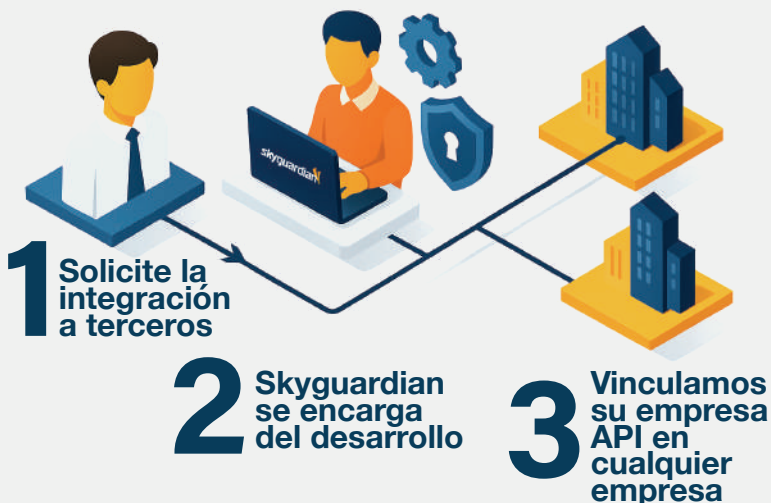 skyguardian
1
Solicite la
integración
a terceros
2
Skyguardian
se encarga
del desarrollo
3
Vinculamos
su empresa
API en
cualquier
empresa